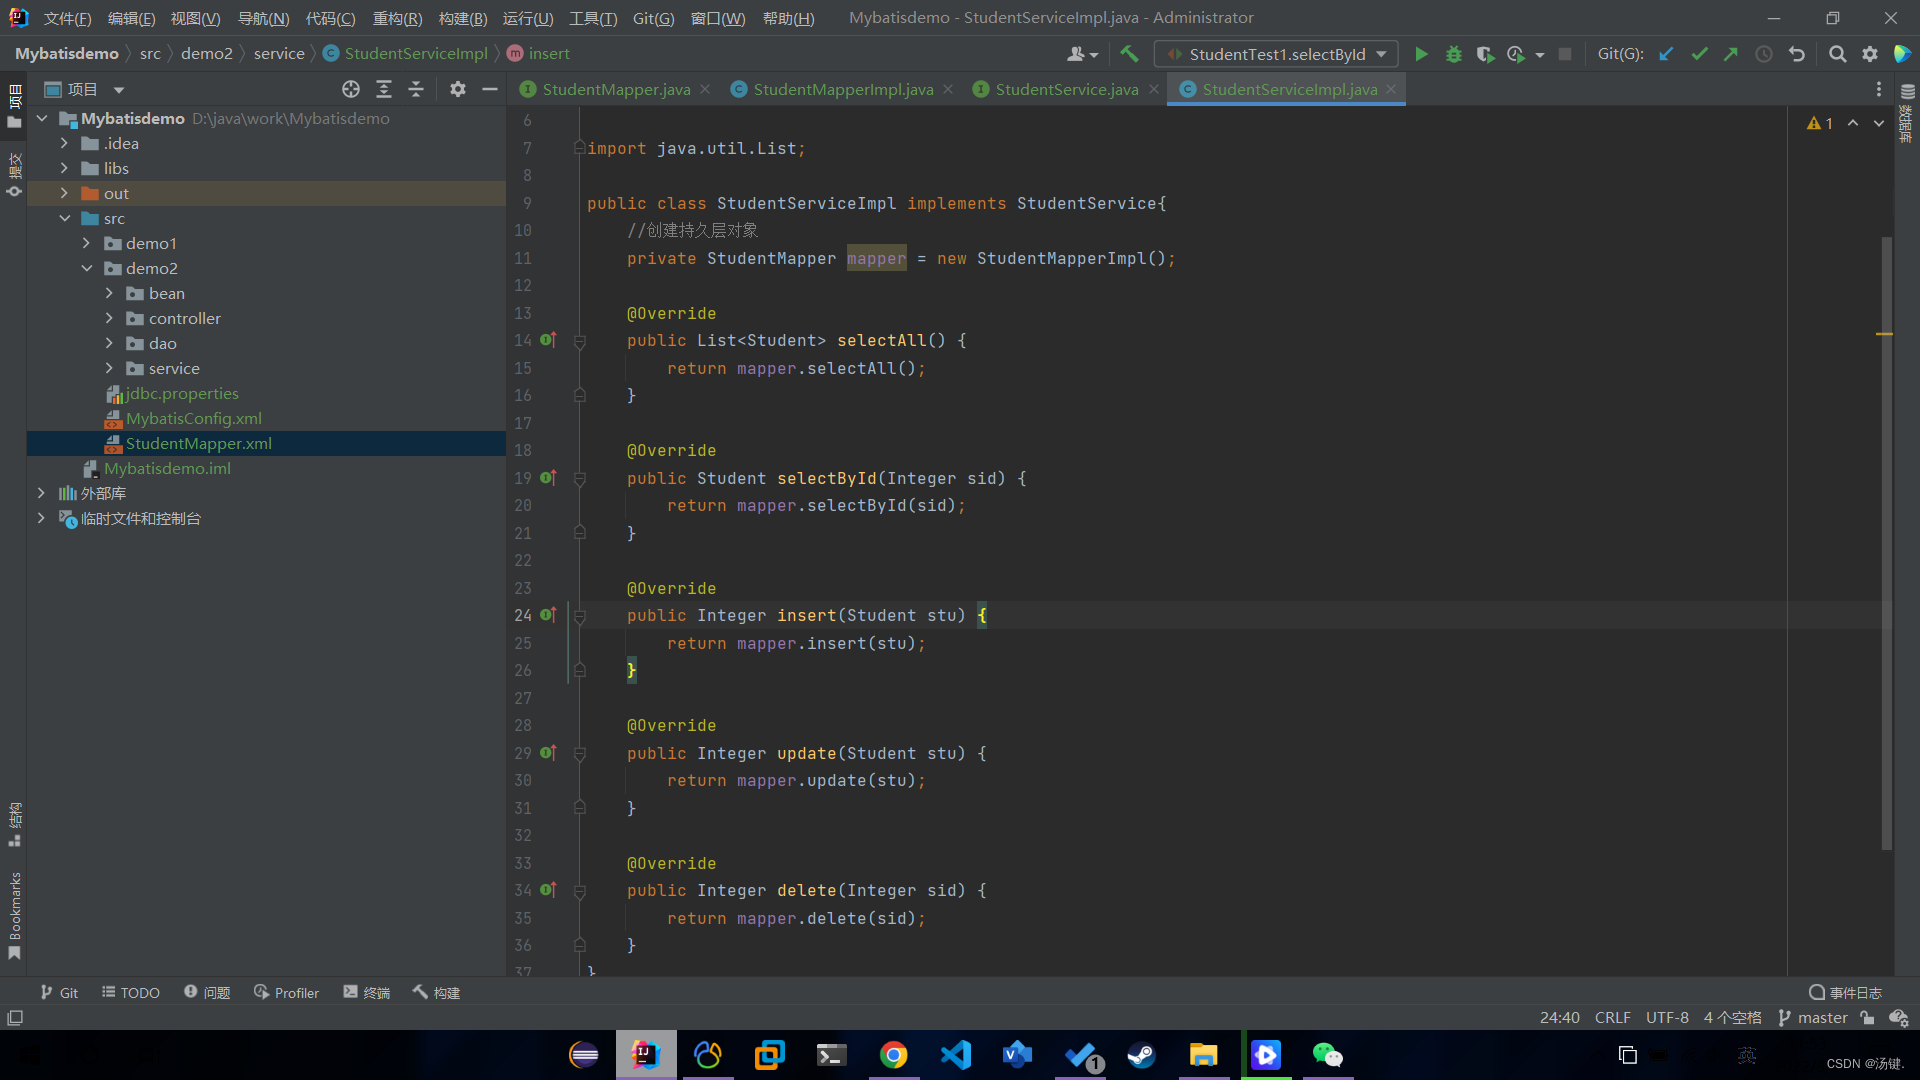 文件(F) 编辑(E) 视图(V) 导航(N) 代码(C) 重构(R) 构建(B) 运行(U) 工具(T) Git(G) 窗口(W) 帮助(H) Mybatisdemo - StudentServiceImpl.java - Administrator
Mybatisdemo src demo2 service StudentServiceImpl insert StudentTest1.selectById Git(G):
项目 StudentMapper.java StudentMapperImpl.java StudentService.java StudentServiceImpl.java
项目
提交
结构
Bookmarks
数据库
Mybatisdemo D:\java\work\Mybatisdemo
.idea
libs
out
src
demo1
demo2
bean
controller
dao
service
jdbc.properties
MybatisConfig.xml
StudentMapper.xml
Mybatisdemo.iml
外部库
临时文件和控制台
1
6
7 import java.util.List;
8
9 public class StudentServiceImpl implements StudentService{
10 //创建持久层对象
11 private StudentMapper mapper = new StudentMapperImpl();
12
13 @Override
14 public List<Student> selectAll() {
15 return mapper.selectAll();
16 }
17
18 @Override
19 public Student selectById(Integer sid) {
20 return mapper.selectById(sid);
21 }
22
23 @Override
24 public Integer insert(Student stu) {
25 return mapper.insert(stu);
26 }
27
28 @Override
29 public Integer update(Student stu) {
30 return mapper.update(stu);
31 }
32
33 @Override
34 public Integer delete(Integer sid) {
35 return mapper.delete(sid);
36 }
37 }
Git TODO 问题 Profiler 终端 构建 事件日志
24:40 CRLF UTF-8 4 个空格 master
1 英
CSDN @汤键.